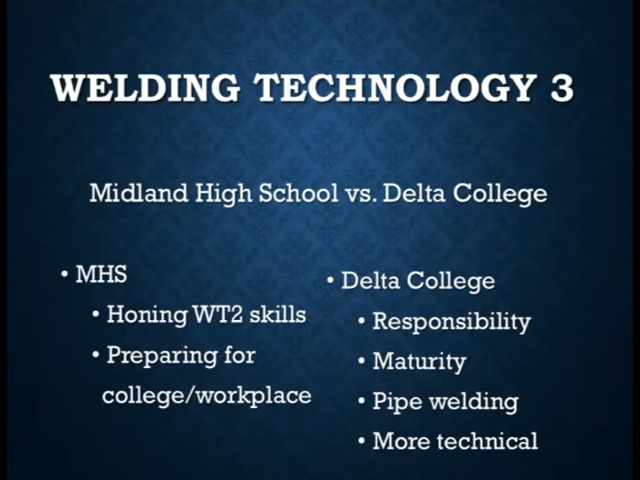 WELDING TECHNOLOGY 3
Midland High School vs. Delta College
• MHS
• Honing WT2 skills
• Preparing for
college/workplace
• Delta College
• Responsibility
• Maturity
• Pipe welding
• More technical